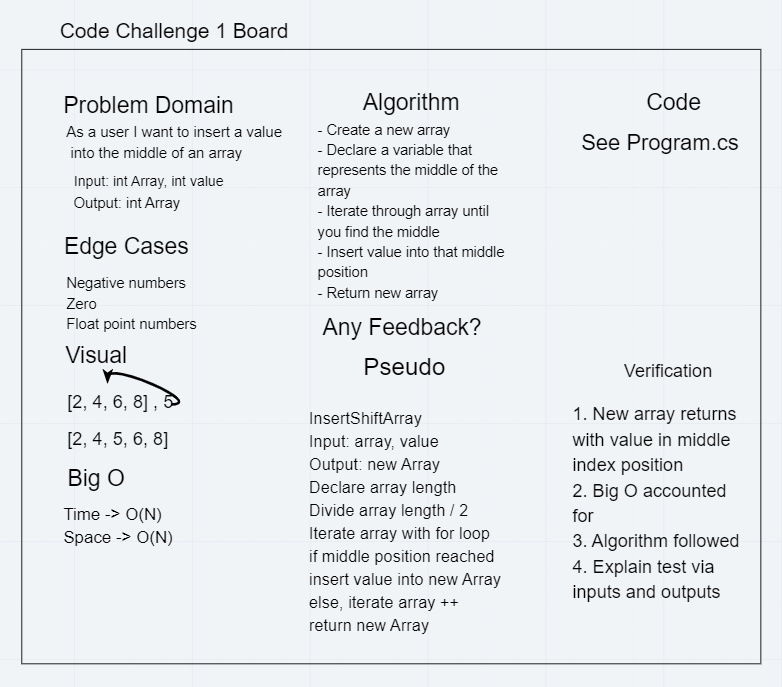 Code Challenge 1 Board
Problem Domain
As a user I want to insert a value
into the middle of an array
Input: int Array, int value
Output: int Array
Edge Cases
Negative numbers
Zero
Float point numbers
Visual
[2, 4, 6, 8] , 5
[2, 4, 5, 6, 8]
Big O
Time -> O(N)
Space -> O(N)
Algorithm
- Create a new array
- Declare a variable that
represents the middle of the
array
- Iterate through array until
you find the middle
- Insert value into that middle
position
- Return new array
Any Feedback?
Pseudo
InsertShiftArray
Input: array, value
Output: new Array
Declare array length
Divide array length / 2
Iterate array with for loop
if middle position reached
insert value into new Array
else, iterate array ++
return new Array
Code
See Program.cs
Verification
1. New array returns
with value in middle
index position
2. Big O accounted
for
3. Algorithm followed
4. Explain test via
inputs and outputs